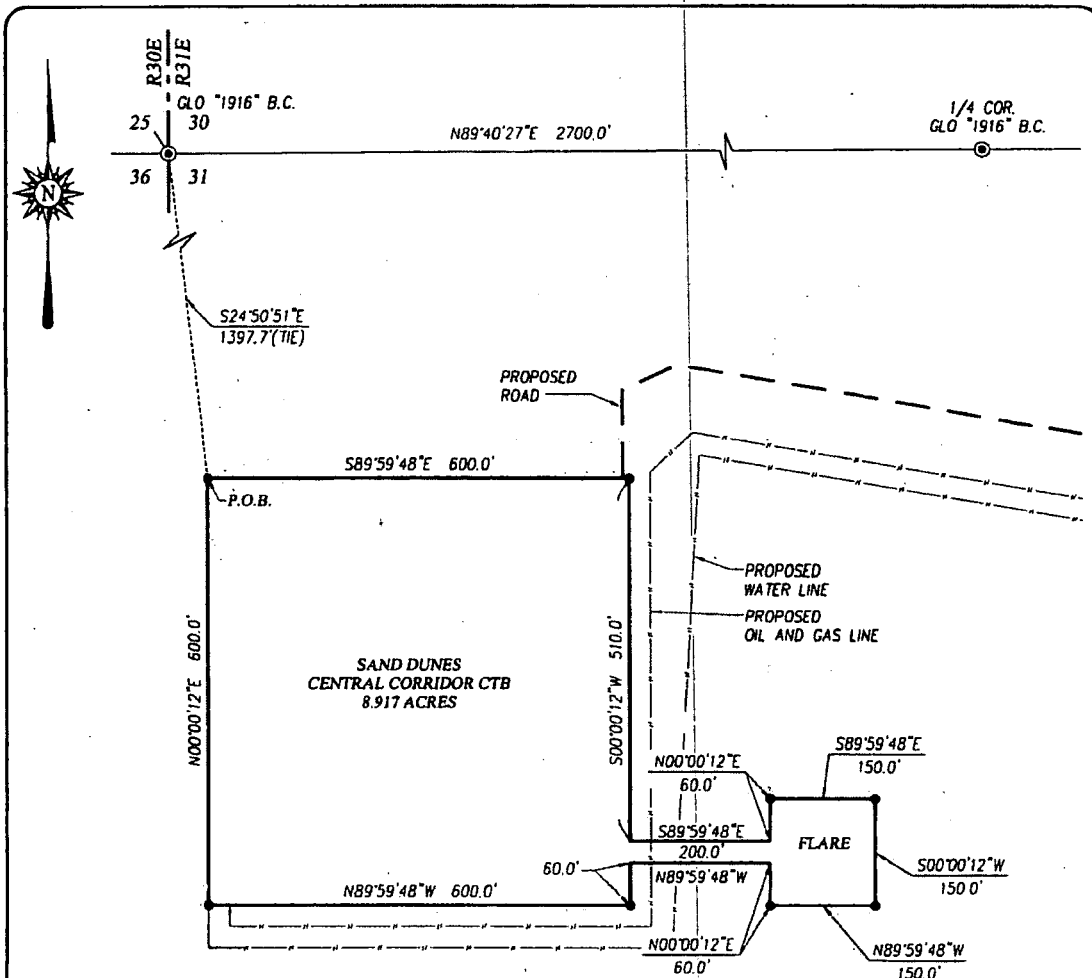 R30E
R31E
GLO "1916" B.C.
25 30
36 31
N89°40'27"E 2700.0'
1/4 COR.
GLO "1916" B.C.
N
S24°50'51"E
1397.7'(TIE)
PROPOSED
ROAD
S89°59'48"E 600.0'
P.O.B.
N00°00'12"E 600.0'
SAND DUNES
CENTRAL CORRIDOR CTB
8.917 ACRES
S00°00'12"W 510.0'
PROPOSED
WATER LINE
PROPOSED
OIL AND GAS LINE
N00°00'12"E
60.0'
S89°59'48"E
150.0'
S89°59'48"E
200.0'
N89°59'48"W
FLARE
S00°00'12"W
150.0'
60.0'
N89°59'48"W 600.0'
N00°00'12"E
60.0'
N89°59'48"W
150.0'